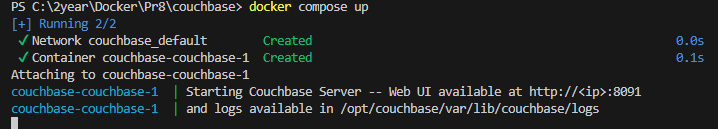 PS C:\2year\Docker\Pr8\couchbase> docker compose up
[+] Running 2/2
✓ Network couchbase_default Created 0.0s
✓ Container couchbase-couchbase-1 Created 0.1s
Attaching to couchbase-couchbase-1
couchbase-couchbase-1 | Starting Couchbase Server -- Web UI available at http://<ip>:8091
couchbase-couchbase-1 | and logs available in /opt/couchbase/var/lib/couchbase/logs